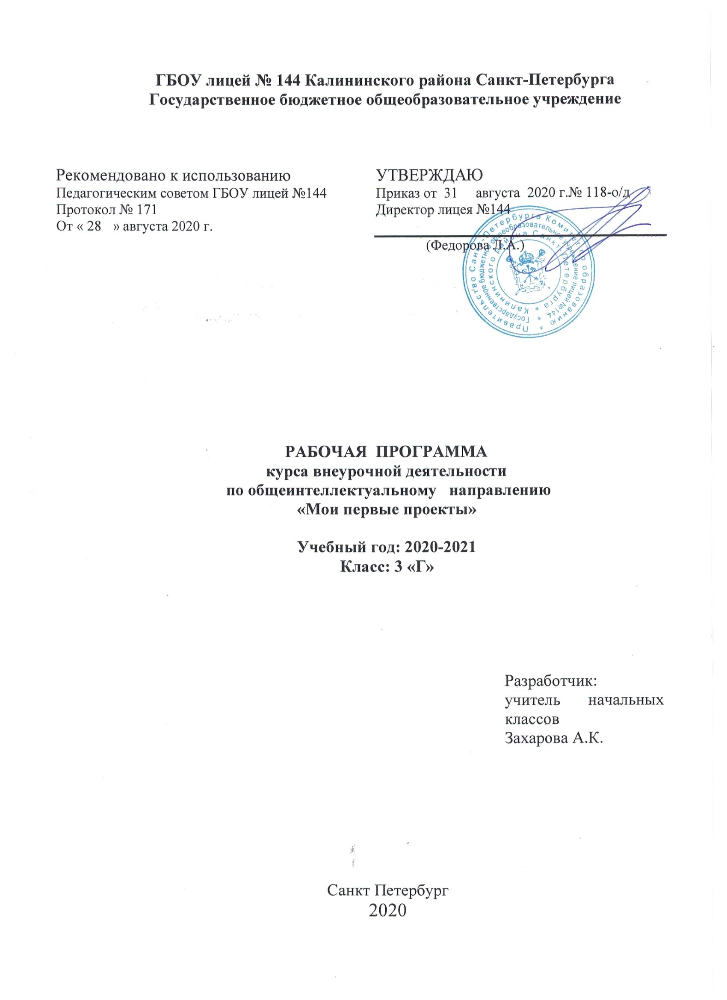 ГБОУ лицей № 144 Калининского района Санкт-Петербурга
Государственное бюджетное общеобразовательное учреждение
Рекомендовано к использованию
Педагогическим советом ГБОУ лицей №144
Протокол № 171
От « 28 » августа 2020 г.
УТВЕРЖДАЮ
Приказ от 31 августа 2020 г.№ 118-о/д
Директор лицея №144
(Федорова Л.А.)
Правительство Санкт-Петербурга Комитет по образованию *
Государственное бюджетное общеобразовательное учреждение лицей №144 *
Калининского района Санкт-Петербурга *
РАБОЧАЯ ПРОГРАММА
курса внеурочной деятельности
по общеинтеллектуальному направлению
«Мои первые проекты»
Учебный год: 2020-2021
Класс: 3 «Г»
Разработчик:
учитель начальных
классов
Захарова А.К.
Санкт Петербург
2020